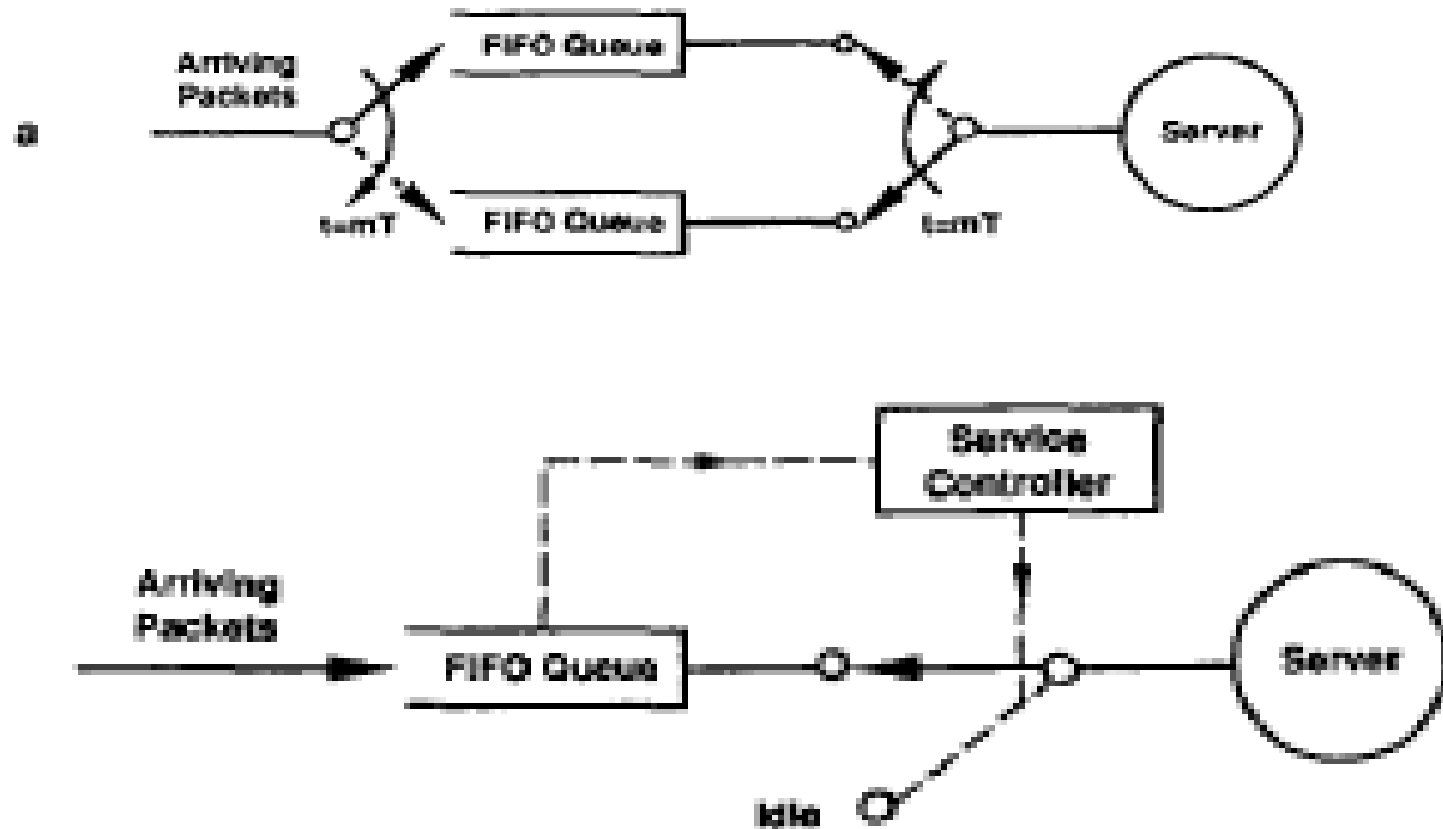 Arriving
Packets
FIFO Queue
a
Server
t=mT
FIFO Queue
t=mT
Service
Controller
Arriving
Packets
FIFO Queue
Server
Idle